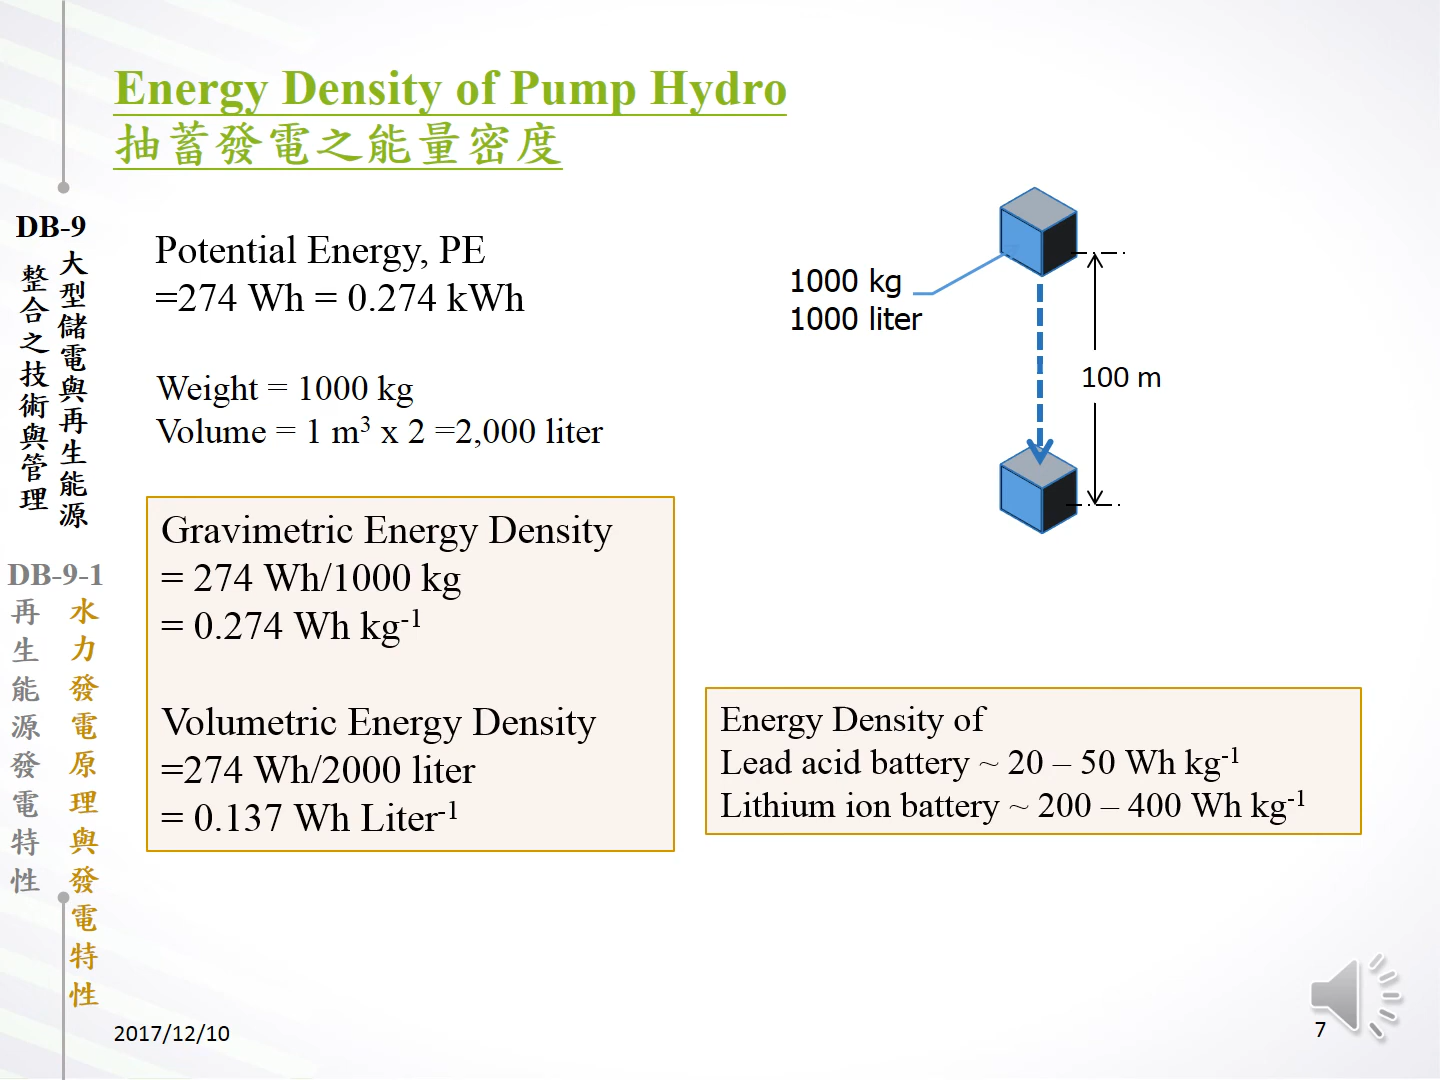 Energy Density of Pump Hydro
抽蓄發電之能量密度
DB-9
大型儲電與再生能源
整合之技術與管理
DB-9-1
再生能源發電特性
水力發電原理與發電特性
Potential Energy, PE
=274 Wh = 0.274 kWh
Weight = 1000 kg
Volume = 1 m³ x 2 =2,000 liter
Gravimetric Energy Density
= 274 Wh/1000 kg
= 0.274 Wh kg⁻¹
Volumetric Energy Density
=274 Wh/2000 liter
= 0.137 Wh Liter⁻¹
1000 kg
1000 liter
100 m
Energy Density of
Lead acid battery ~ 20 – 50 Wh kg⁻¹
Lithium ion battery ~ 200 – 400 Wh kg⁻¹
2017/12/10
7